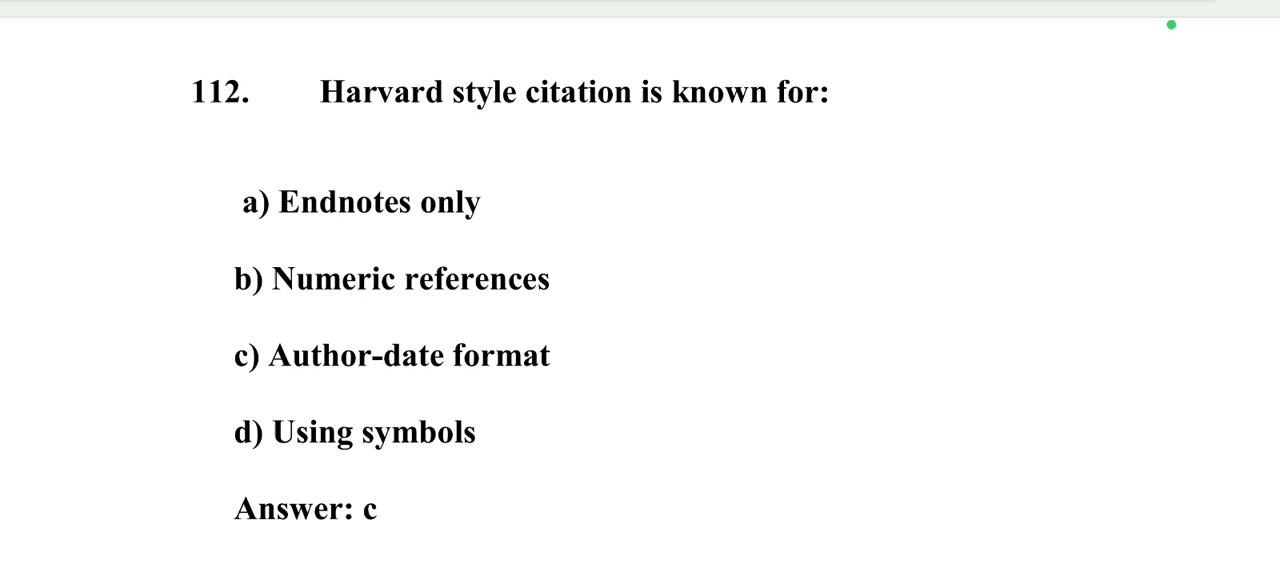 112. Harvard style citation is known for:
a) Endnotes only
b) Numeric references
c) Author-date format
d) Using symbols
Answer: c